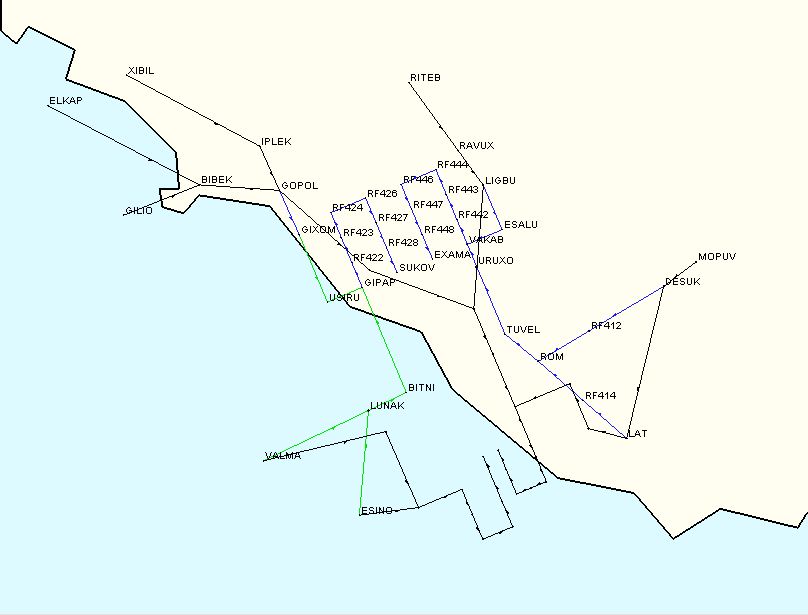 XIBIL
RITEB
ELKAP
IPLEK
RAVUX
RF444
BIBEK
RF446
LIGBU
GOPOL
RF443
RF426
RF447
GILIO
RF424
RF427
RF442
ESALU
GIXOM
RF423
RF448
RF428
VAKAB
EXAMA
RF422
SUKOV
URUXO
MOPUV
GIPAP
DESUK
USIRU
RF412
TUVEL
ROM
BITNI
RF414
LUNAK
LAT
VALMA
ESINO